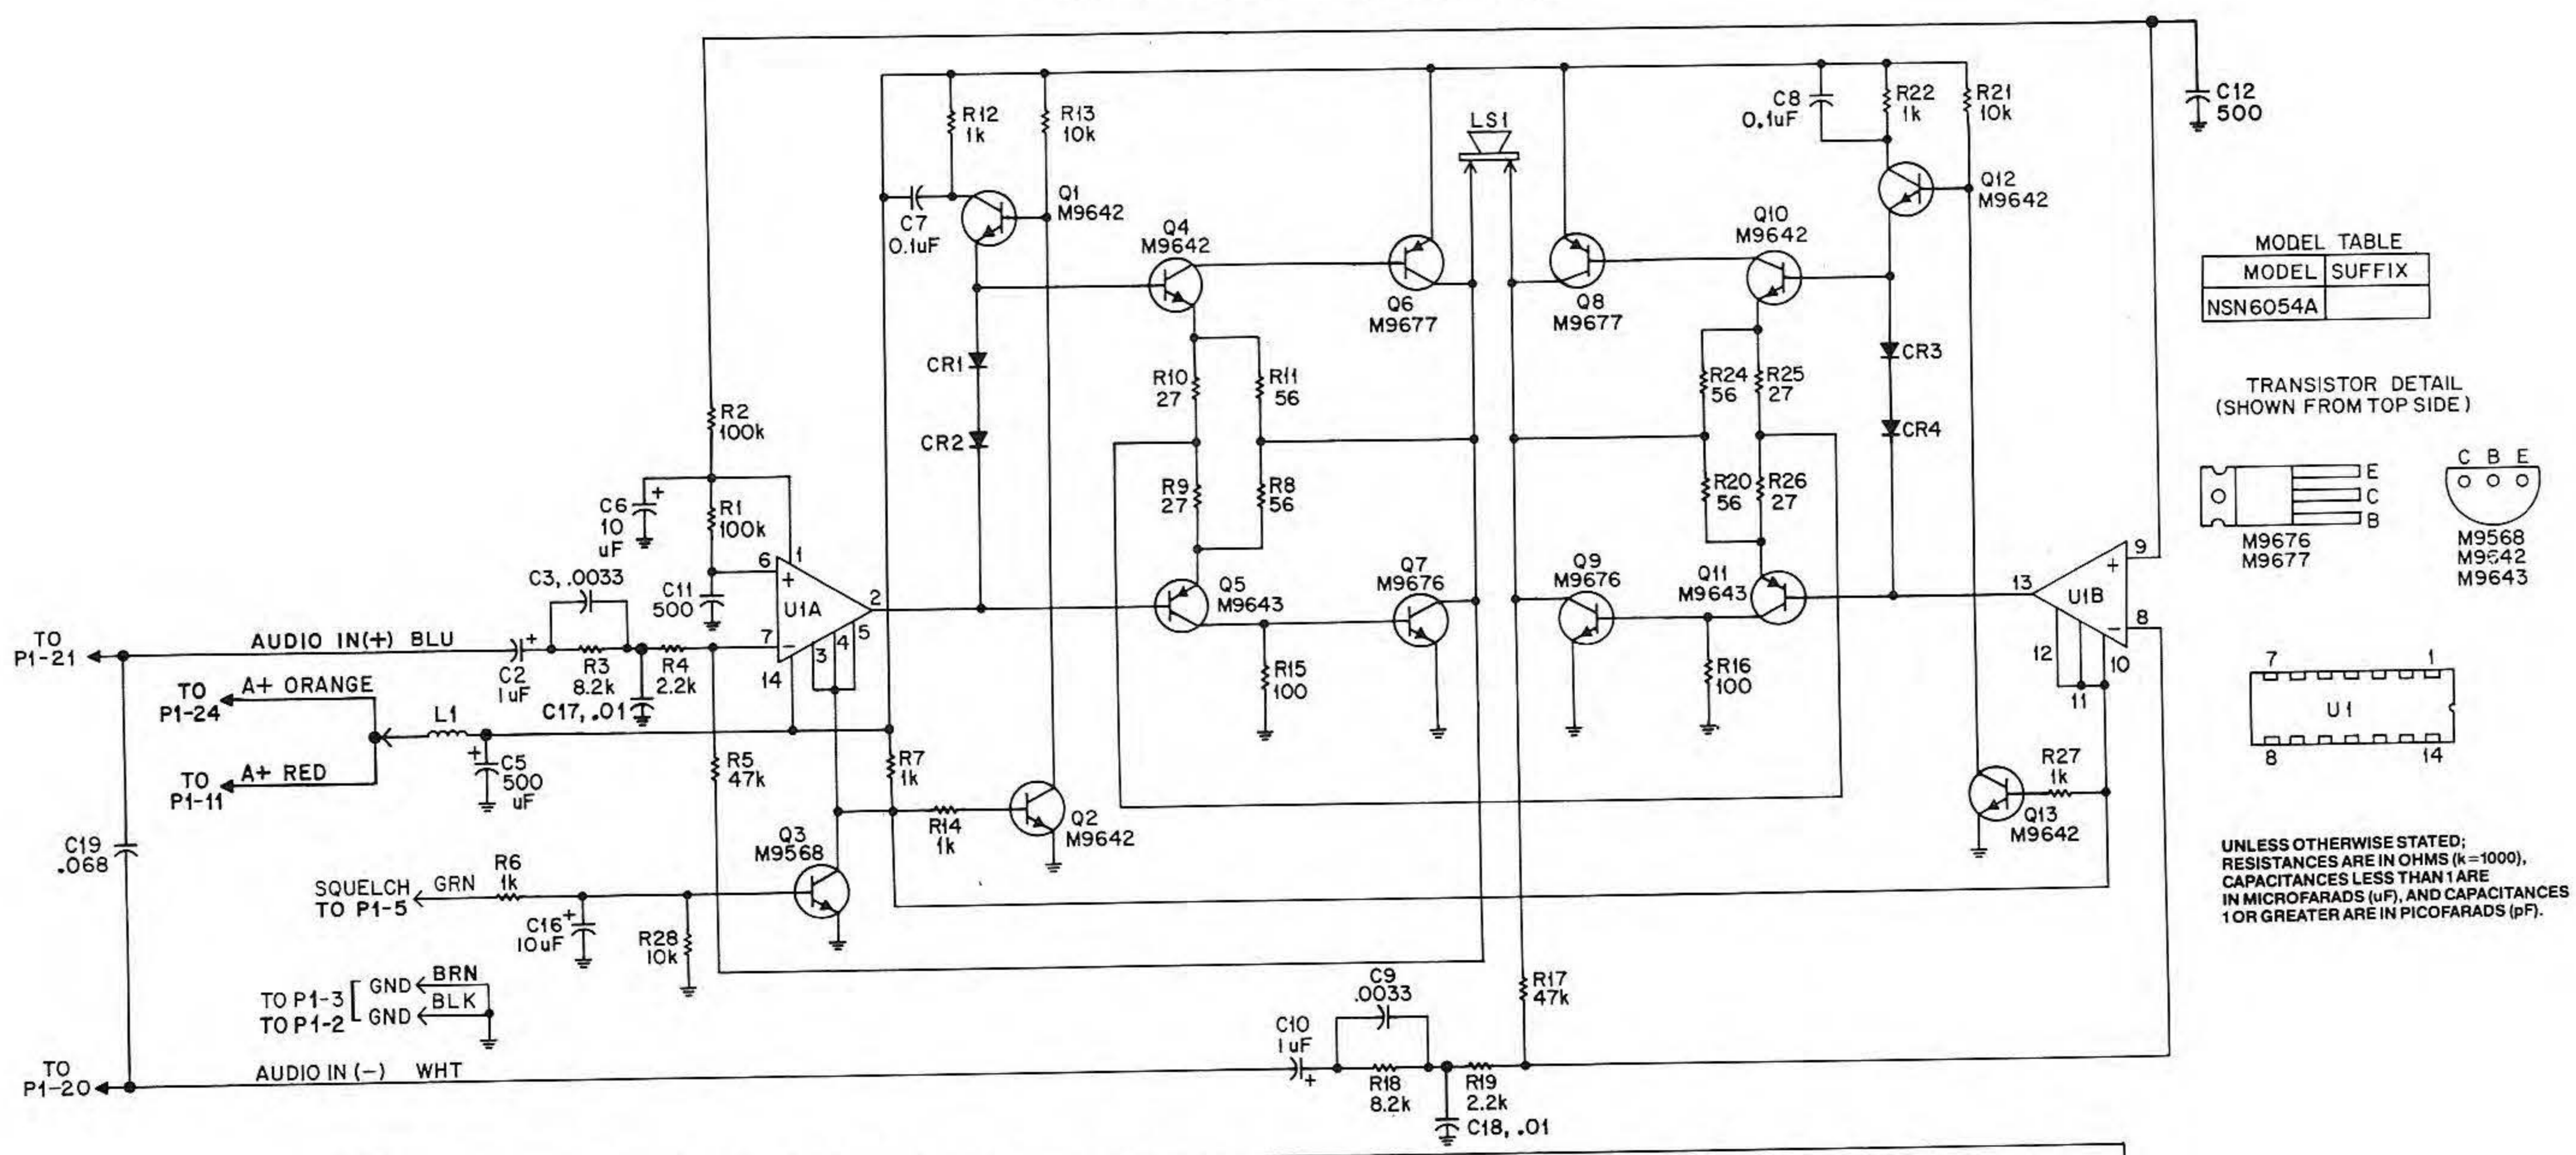 C12
500
R12
1k
R13
10k
C8
0.1uF
R22
1k
R21
10k
LS1
C7
0.1uF
Q1
M9642
Q4
M9642
Q6
M9677
Q8
M9677
Q10
M9642
Q12
M9642
MODEL TABLE
MODEL SUFFIX
NSN6054A
TRANSISTOR DETAIL
(SHOWN FROM TOP SIDE)
E
C
B
M9676
M9677
C B E
M9568
M9642
M9643
CR1
CR2
R10
27
R11
56
R24
56
R25
27
CR3
CR4
R2
100k
C6
10
uF
+
R1
100k
R9
27
R8
56
R20
56
R26
27
C3, .0033
C11
500
6
+
1
U1A
2
7
-
14
3
4
5
Q5
M9643
Q7
M9676
Q9
M9676
Q11
M9643
13
U1B
9
+
8
-
12
11
10
TO
P1-21
AUDIO IN(+) BLU
C2
1uF
+
R3
8.2k
R4
2.2k
C17, .01
TO
P1-24
A+ ORANGE
L1
TO
P1-11
A+ RED
+
C5
500
uF
R5
47k
R7
1k
R15
100
R16
100
7 1
U1
8 14
R27
1k
Q13
M9642
C19
.068
Q3
M9568
R14
1k
Q2
M9642
SQUELCH
TO P1-5
GRN
R6
1k
C16
10uF
+
R28
10k
UNLESS OTHERWISE STATED;
RESISTANCES ARE IN OHMS (k=1000),
CAPACITANCES LESS THAN 1 ARE
IN MICROFARADS (uF), AND CAPACITANCES
1 OR GREATER ARE IN PICOFARADS (pF).
TO P1-3
GND
BRN
TO P1-2
GND
BLK
R17
47k
C9
.0033
C10
1uF
+
R18
8.2k
R19
2.2k
C18, .01
TO
P1-20
AUDIO IN (-) WHT